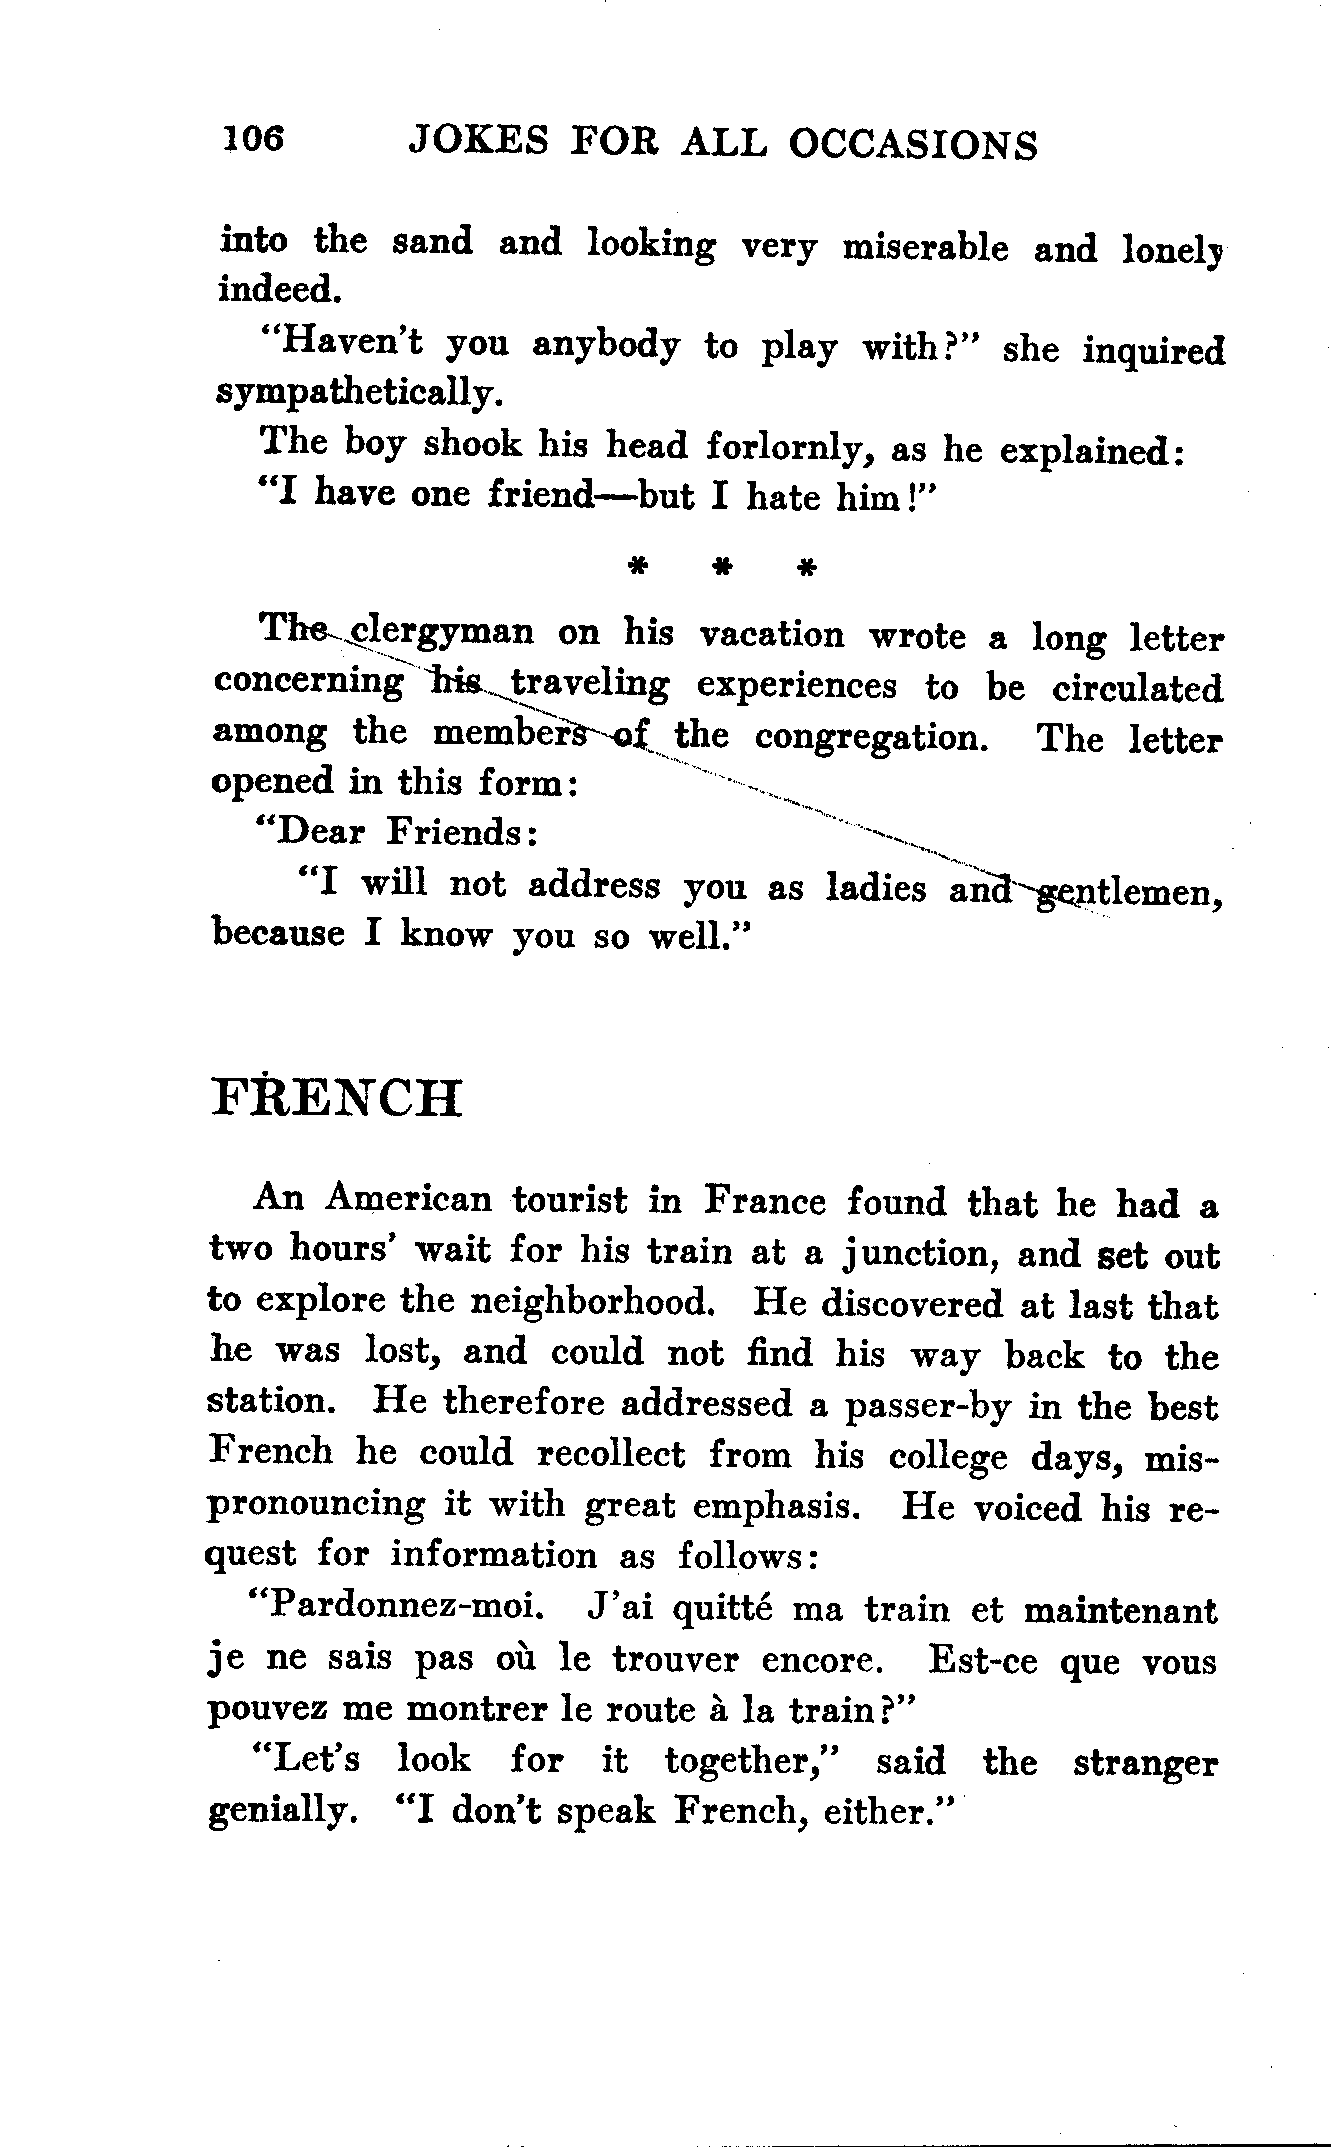 106 JOKES FOR ALL OCCASIONS
into the sand and looking very miserable and lonely
indeed.
"Haven't you anybody to play with?" she inquired
sympathetically.
The boy shook his head forlornly, as he explained:
"I have one friend—but I hate him!"
* * *
The clergyman on his vacation wrote a long letter
concerning his traveling experiences to be circulated
among the members of the congregation. The letter
opened in this form:
"Dear Friends:
"I will not address you as ladies and gentlemen,
because I know you so well."
FRENCH
An American tourist in France found that he had a
two hours' wait for his train at a junction, and set out
to explore the neighborhood. He discovered at last that
he was lost, and could not find his way back to the
station. He therefore addressed a passer-by in the best
French he could recollect from his college days, mis-
pronouncing it with great emphasis. He voiced his re-
quest for information as follows:
"Pardonnez-moi. J'ai quitté ma train et maintenant
je ne sais pas où le trouver encore. Est-ce que vous
pouvez me montrer le route à la train?"
"Let's look for it together," said the stranger
genially. "I don't speak French, either."